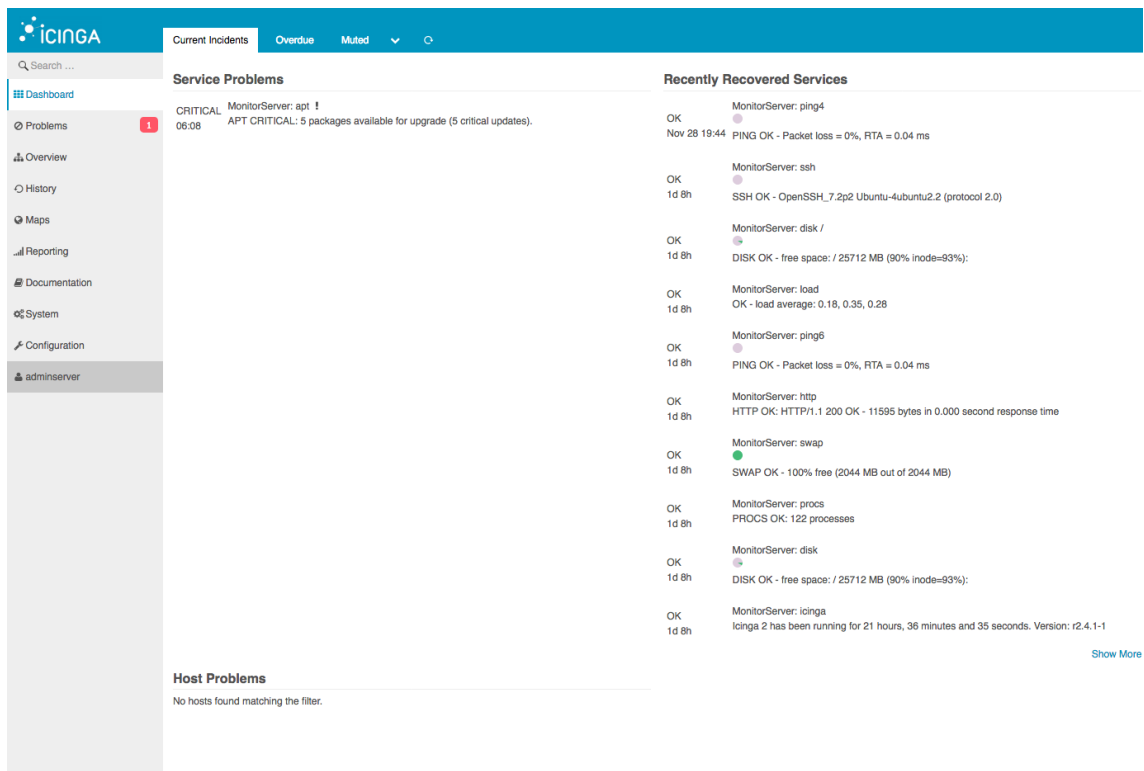 icinga
Current Incidents Overdue Muted
Search ...
Dashboard
Problems 1
Overview
History
Maps
Reporting
Documentation
System
Configuration
adminserver
Service Problems
CRITICAL MonitorServer: apt !
06:08 APT CRITICAL: 5 packages available for upgrade (5 critical updates).
Recently Recovered Services
MonitorServer: ping4
OK
Nov 28 19:44 PING OK - Packet loss = 0%, RTA = 0.04 ms
MonitorServer: ssh
OK
1d 8h SSH OK - OpenSSH_7.2p2 Ubuntu-4ubuntu2.2 (protocol 2.0)
MonitorServer: disk /
OK
1d 8h DISK OK - free space: / 25712 MB (90% inode=93%):
MonitorServer: load
OK OK - load average: 0.18, 0.35, 0.28
1d 8h
MonitorServer: ping6
OK
1d 8h PING OK - Packet loss = 0%, RTA = 0.04 ms
MonitorServer: http
OK HTTP OK: HTTP/1.1 200 OK - 11595 bytes in 0.000 second response time
1d 8h
MonitorServer: swap
OK
1d 8h SWAP OK - 100% free (2044 MB out of 2044 MB)
MonitorServer: procs
OK PROCS OK: 122 processes
1d 8h
MonitorServer: disk
OK
1d 8h DISK OK - free space: / 25712 MB (90% inode=93%):
MonitorServer: icinga
OK Icinga 2 has been running for 21 hours, 36 minutes and 35 seconds. Version: r2.4.1-1
1d 8h
Show More
Host Problems
No hosts found matching the filter.